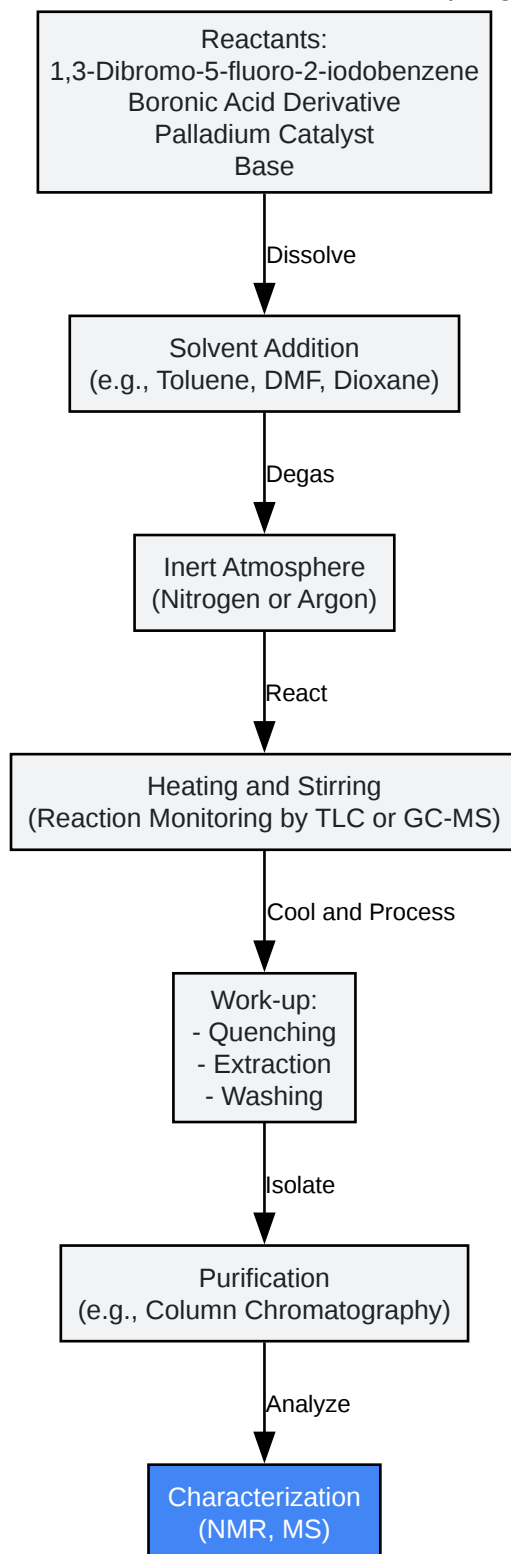 Reactants:
1,3-Dibromo-5-fluoro-2-iodobenzene
Boronic Acid Derivative
Palladium Catalyst
Base
Dissolve
Solvent Addition
(e.g., Toluene, DMF, Dioxane)
Degas
Inert Atmosphere
(Nitrogen or Argon)
React
Heating and Stirring
(Reaction Monitoring by TLC or GC-MS)
Cool and Process
Work-up:
- Quenching
- Extraction
- Washing
Isolate
Purification
(e.g., Column Chromatography)
Analyze
Characterization
(NMR, MS)